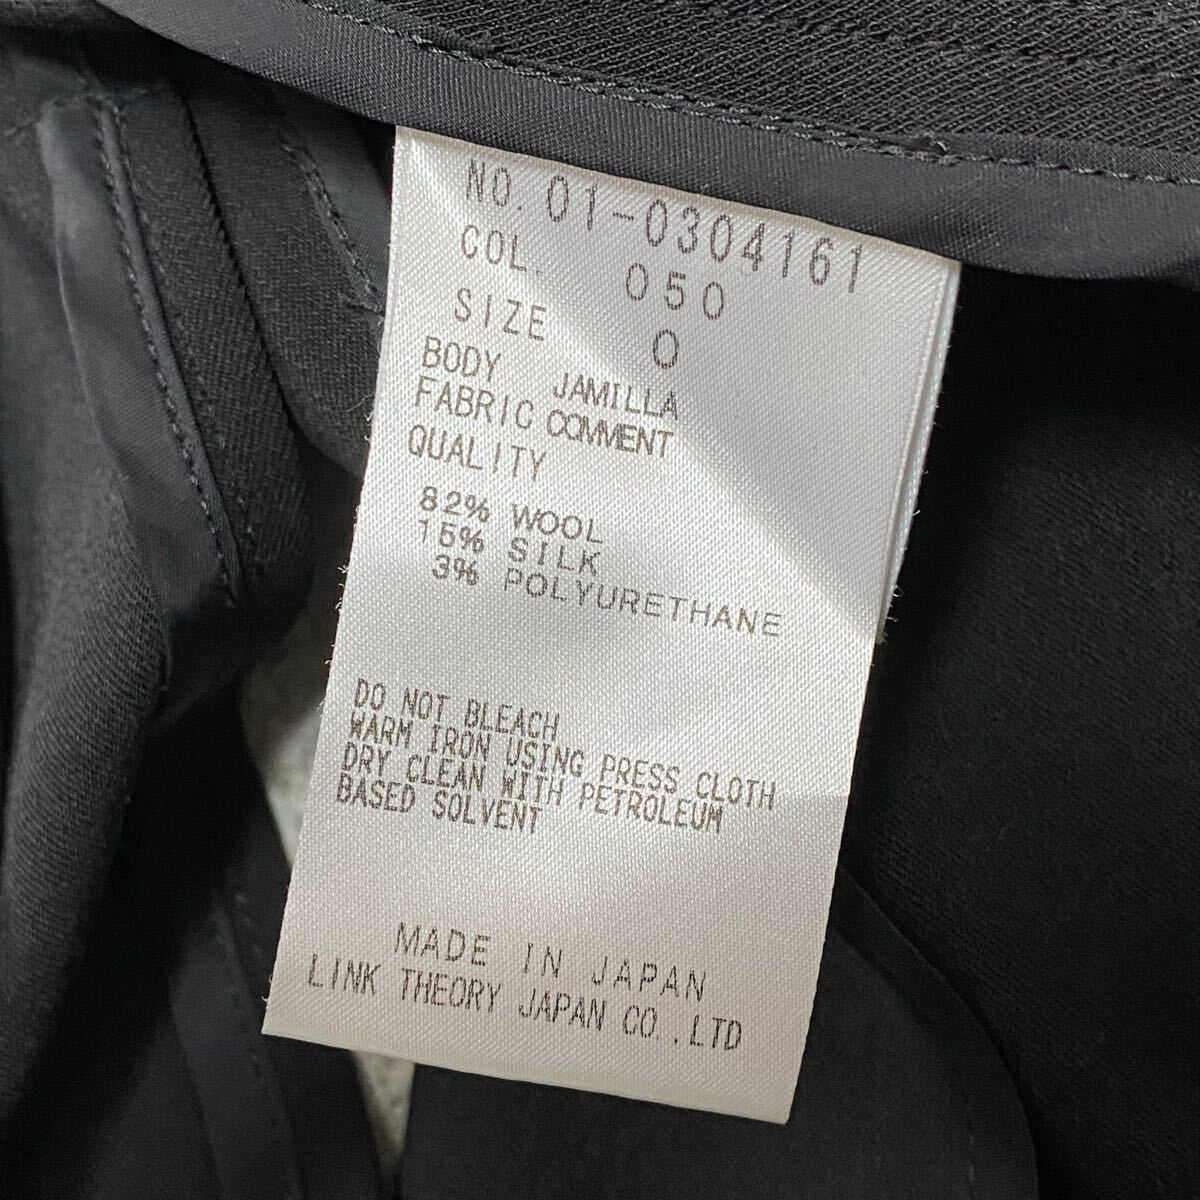 NO. 01-0304161
COL. 050
SIZE 0
BODY JAMILLA
FABRIC COMMENT
QUALITY
82% WOOL
15% SILK
3% POLYURETHANE
DO NOT BLEACH
WARM IRON USING PRESS CLOTH
DRY CLEAN WITH PETROLEUM
BASED SOLVENT
MADE IN JAPAN
LINK THEORY JAPAN CO.,LTD